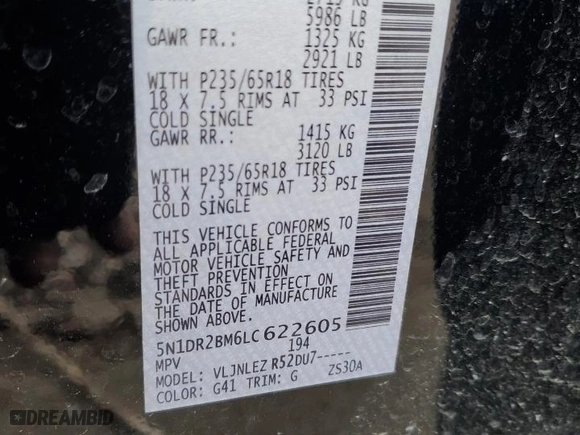 5986 LB
GAWR FR.: 1325 KG
2921 LB
WITH P235/65R18 TIRES
18 X 7.5 RIMS AT 33 PSI
COLD SINGLE
GAWR RR.: 1415 KG
3120 LB
WITH P235/65R18 TIRES
18 X 7.5 RIMS AT 33 PSI
COLD SINGLE
THIS VEHICLE CONFORMS TO
ALL APPLICABLE FEDERAL
MOTOR VEHICLE SAFETY AND
THEFT PREVENTION
STANDARDS IN EFFECT ON
THE DATE OF MANUFACTURE
SHOWN ABOVE.
5N1DR2BM6LC622605
MPV 194
MODEL: VLJNLEZ R52DU7-----
COLOR: G41 TRIM: G ZS30A
DREAMBID